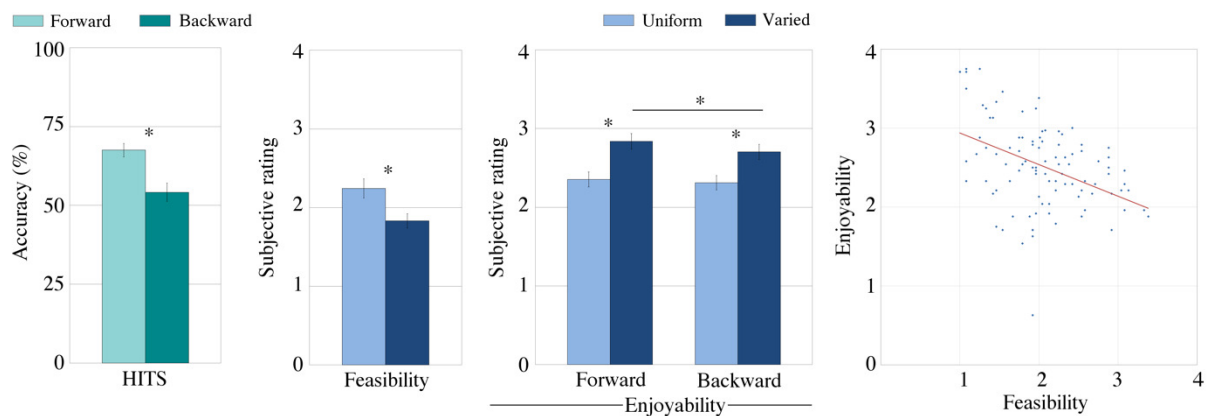 Forward Backward
Uniform Varied
100
75
50
25
0
Accuracy (%)
*
HITS
4
3
2
1
0
Subjective rating
*
Feasibility
4
3
2
1
0
Subjective rating
*
*
*
Forward Backward
Enjoyability
4
3
2
1
0
Enjoyability
1 2 3 4
Feasibility